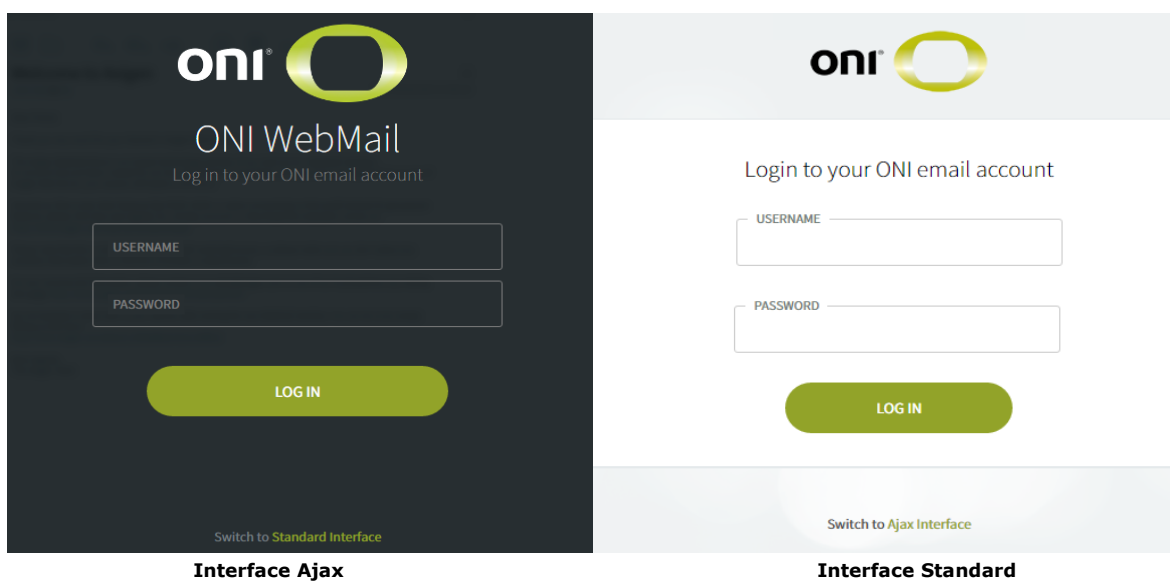 oni®
ONI WebMail
Log in to your ONI email account
USERNAME
PASSWORD
LOG IN
Switch to Standard Interface
Interface Ajax
oni®
Login to your ONI email account
USERNAME
PASSWORD
LOG IN
Switch to Ajax Interface
Interface Standard